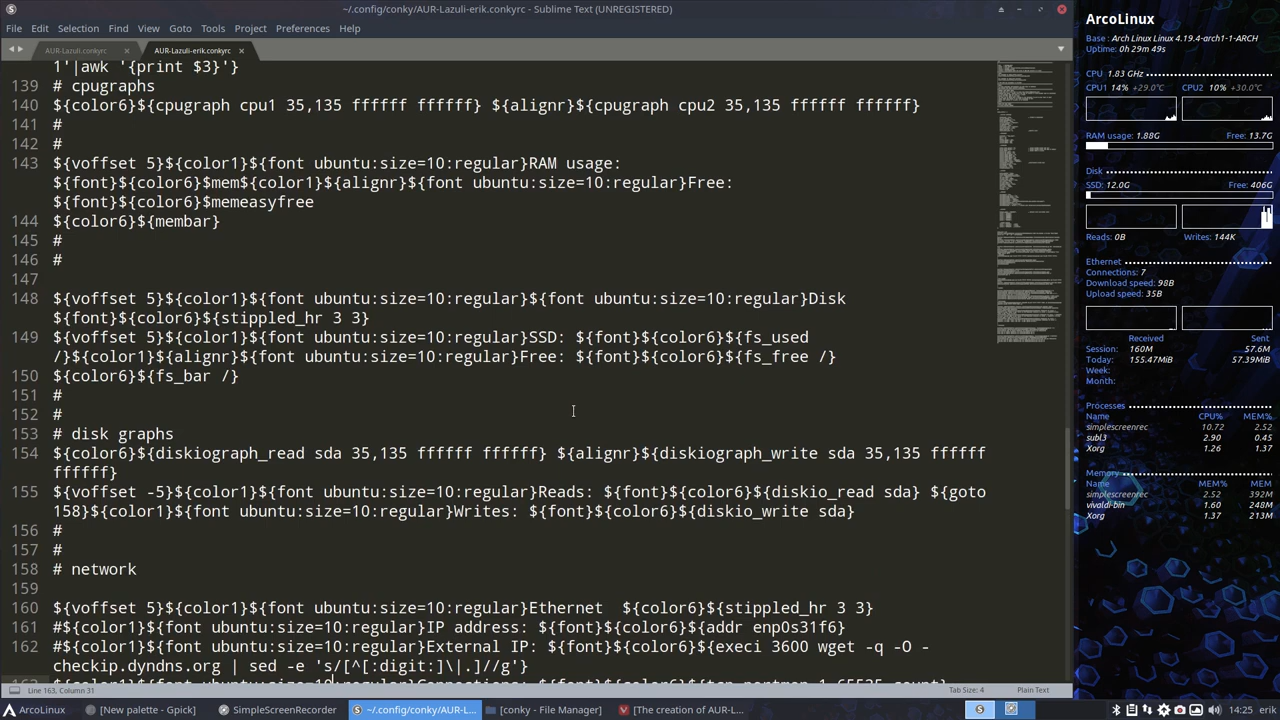 ~/.config/conky/AUR-Lazuli-erik.conkyrc - Sublime Text (UNREGISTERED)
File Edit Selection Find View Goto Tools Project Preferences Help
AUR-Lazuli.conkyrc × AUR-Lazuli-erik.conkyrc ×
1'|awk '{print $3}'}
139 # cpugraphs
140 ${color6}${cpugraph cpu1 35,135 ffffff ffffff} ${alignr}${cpugraph cpu2 35,135 ffffff ffffff}
141 #
142 #
143 ${voffset 5}${color1}${font ubuntu:size=10:regular}RAM usage:
${font}${color6}$mem${color1}${alignr}${font ubuntu:size=10:regular}Free:
${font}${color6}$memeasyfree
144 ${color6}${membar}
145 #
146 #
147
148 ${voffset 5}${color1}${font ubuntu:size=10:regular}${font ubuntu:size=10:regular}Disk
${font}${color6}${stippled_hr 3 3}
149 ${voffset 5}${color1}${font ubuntu:size=10:regular}SSD: ${font}${color6}${fs_used
/}${color1}${alignr}${font ubuntu:size=10:regular}Free: ${font}${color6}${fs_free /}
150 ${color6}${fs_bar /}
151 #
152 #
153 # disk graphs
154 ${color6}${diskiograph_read sda 35,135 ffffff ffffff} ${alignr}${diskiograph_write sda 35,135 ffffff
ffffff}
155 ${voffset -5}${color1}${font ubuntu:size=10:regular}Reads: ${font}${color6}${diskio_read sda} ${goto
158}${color1}${font ubuntu:size=10:regular}Writes: ${font}${color6}${diskio_write sda}
156 #
157 #
158 # network
159
160 ${voffset 5}${color1}${font ubuntu:size=10:regular}Ethernet  ${color6}${stippled_hr 3 3}
161 #${color1}${font ubuntu:size=10:regular}IP address: ${font}${color6}${addr enp0s31f6}
162 #${color1}${font ubuntu:size=10:regular}External IP: ${font}${color6}${execi 3600 wget -q -O -
checkip.dyndns.org | sed -e 's/[^[:digit:]\|.]//g'}
Line 163, Column 31
Tab Size: 4 Plain Text
ArcoLinux
Base : Arch Linux Linux 4.19.4-arch1-1-ARCH
Uptime: 0h 29m 49s
CPU 1.83 GHz
CPU1 14% +29.0°C CPU2 10% +30.0°C
RAM usage: 1.88G Free: 13.7G
Disk
SSD: 12.0G Free: 406G
Reads: 0B Writes: 144K
Ethernet
Connections: 7
Download speed: 98B
Upload speed: 35B
Received Sent
Session: 160M 57.6M
Today: 155.47MiB 57.39MiB
Week:
Month:
Processes
Name CPU% MEM%
simplescreenrec 10.72 2.52
subl3 2.90 0.45
Xorg 1.26 1.37
Memory
Name MEM% MEM
simplescreenrec 2.52 392M
vivaldi-bin 1.60 248M
Xorg 1.37 213M
ArcoLinux [New palette - Gpick] SimpleScreenRecorder ~/.config/conky/AUR-L... [conky - File Manager] [The creation of AUR-L... 14:25 erik